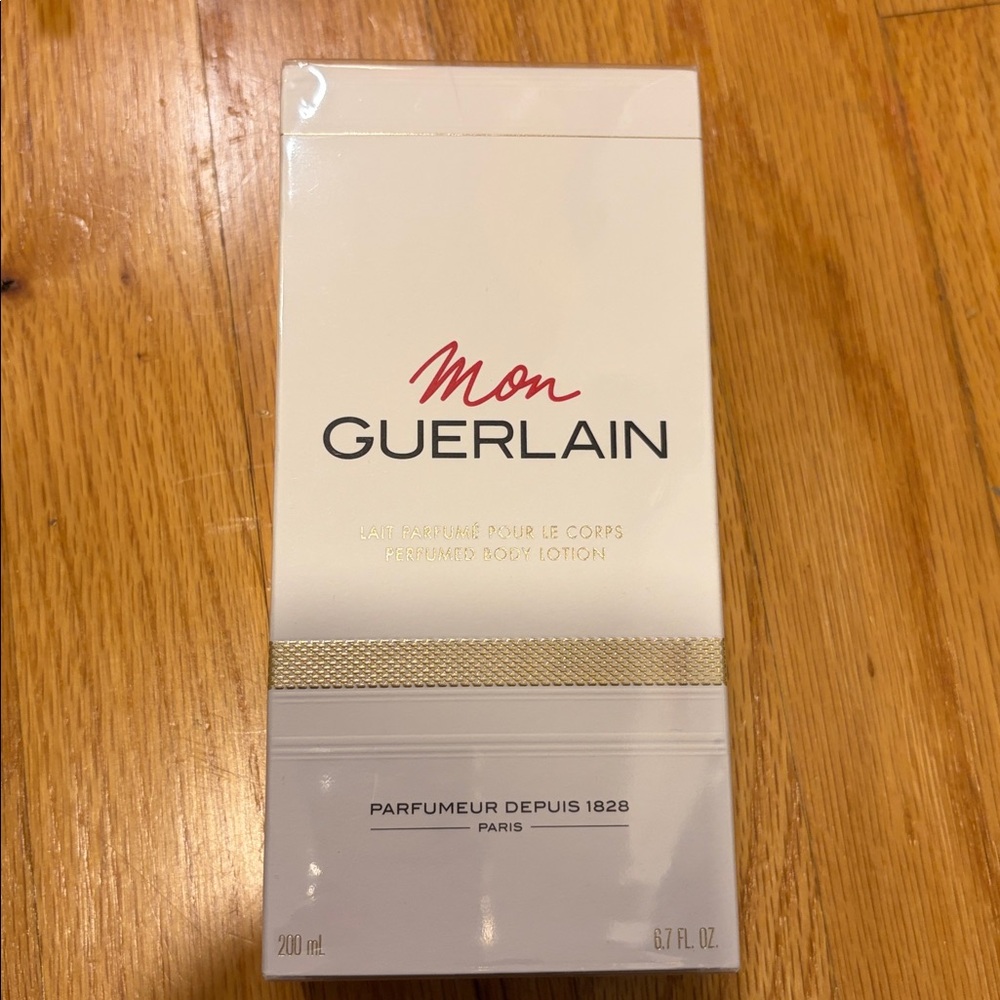 Mon
GUERLAIN
LAIT PARFUMÉ POUR LE CORPS
PERFUMED BODY LOTION
PARFUMEUR DEPUIS 1828
PARIS
200 mL 6.7 FL. OZ.